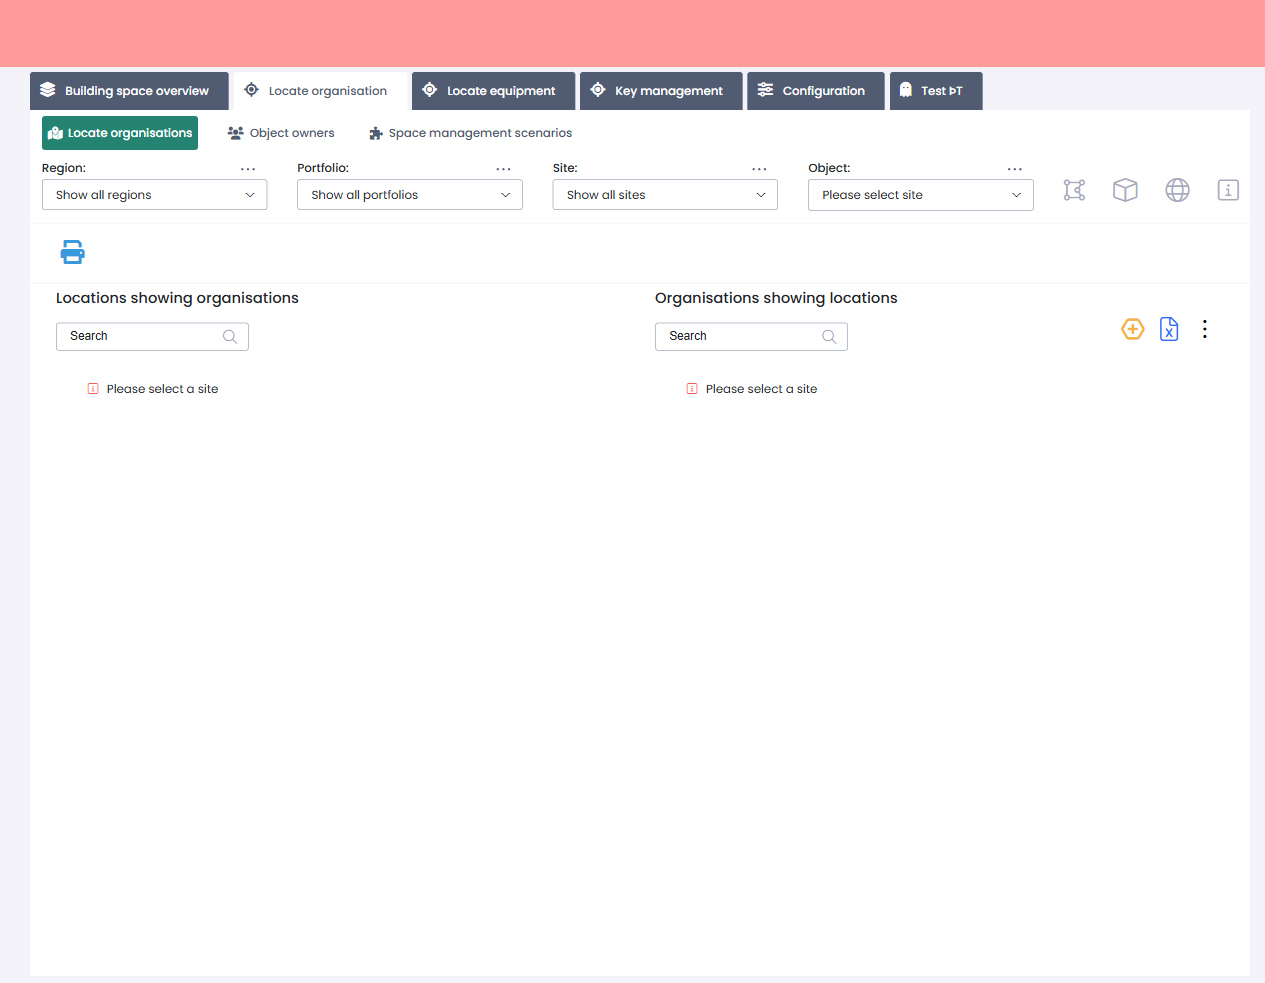 Building space overview
Locate organisation
Locate equipment
Key management
Configuration
Test ÞT
Locate organisations
Object owners
Space management scenarios
Region:
Portfolio:
Site:
Object:
Show all regions
Show all portfolios
Show all sites
Please select site
Locations showing organisations
Organisations showing locations
Search
Search
Please select a site
Please select a site